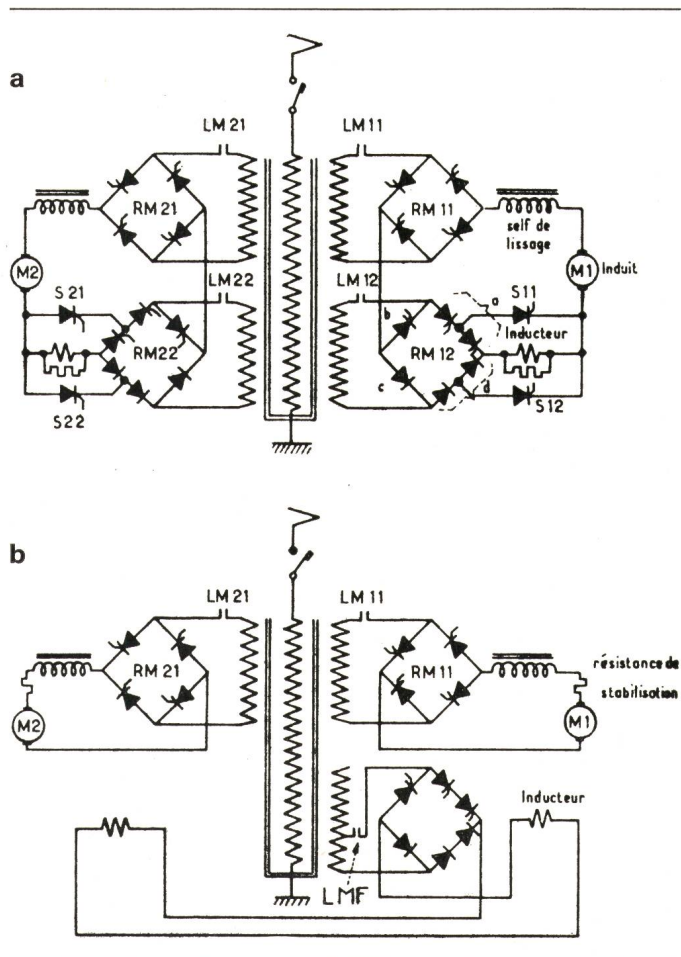 a
LM 21
LM 11
RM 21
RM 11
self de
lissage
M2
M1
Induit
LM 22
LM 12
S 21
a
S11
b
Inducteur
RM22
RM 12
c
d
S22
S12
b
LM 21
LM 11
RM 21
RM 11
résistance de
stabilisation
M2
M1
Inducteur
LMF